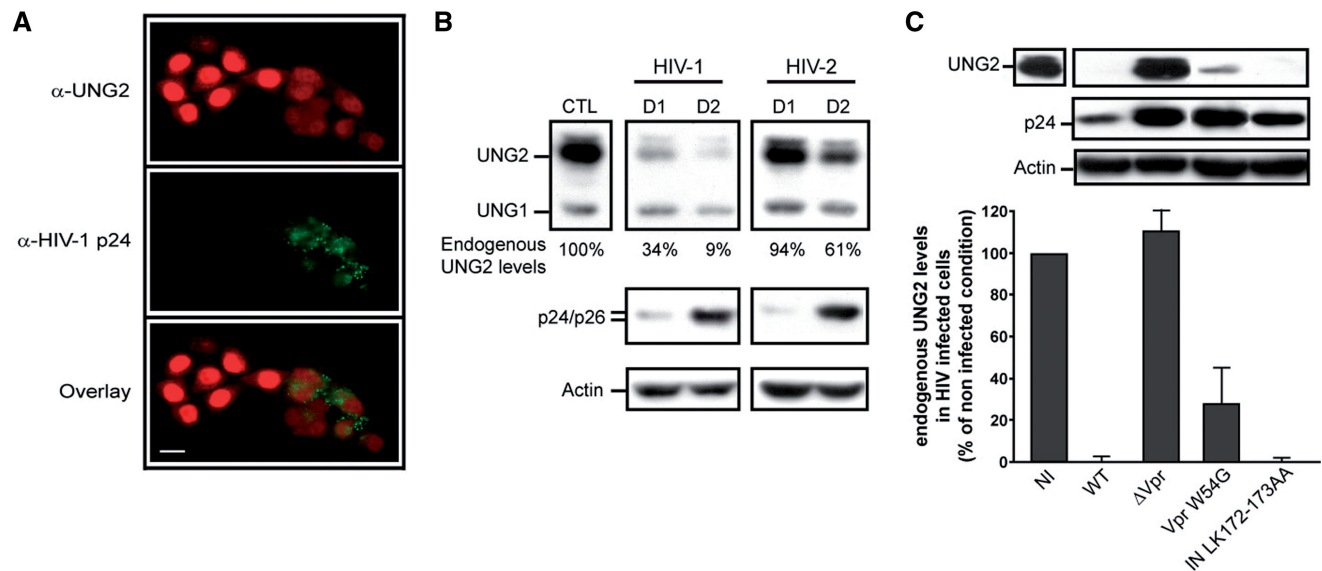 A
α-UNG2
α-HIV-1 p24
Overlay
B
HIV-1
HIV-2
CTL
D1
D2
D1
D2
UNG2
UNG1
Endogenous
UNG2 levels
100%
34%
9%
94%
61%
p24/p26
Actin
C
UNG2
p24
Actin
endogenous UNG2 levels
in HIV infected cells
(% of non infected condition)
120
100
80
60
40
20
0
NI
WT
ΔVpr
Vpr W54G
IN LK172-173AA